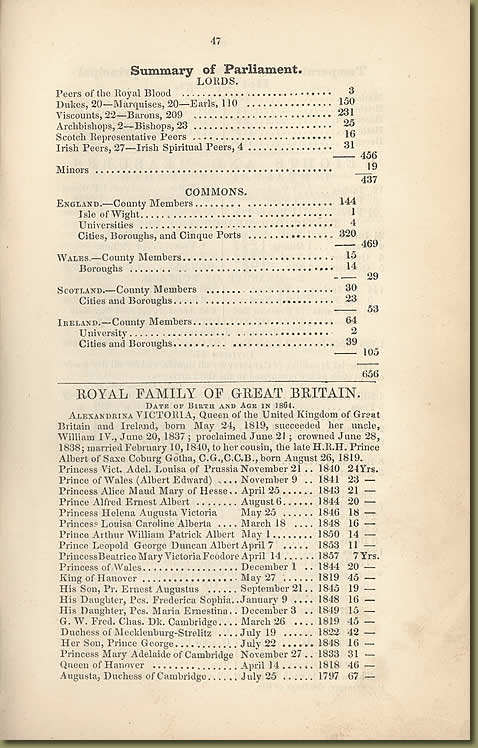 47
Summary of Parliament.
LORDS.
Peers of the Royal Blood .............................. 3
Dukes, 20—Marquises, 20—Earls, 110 ................ 150
Viscounts, 22—Barons, 209 ........................ 231
Archbishops, 2—Bishops, 23 ........................ 25
Scotch Representative Peers ........................ 16
Irish Peers, 27—Irish Spiritual Peers, 4 ................ 31
— 456
Minors ........................................ 19
437
COMMONS.
ENGLAND.—County Members........................ 144
Isle of Wight................................ 1
Universities ................................ 4
Cities, Boroughs, and Cinque Ports ................ 320
— 469
WALES.—County Members........................ 15
Boroughs ................................ 14
— 29
SCOTLAND.—County Members ........................ 30
Cities and Boroughs........................ 23
— 53
IRELAND.—County Members........................ 64
University................................ 2
Cities and Boroughs........................ 39
— 105
656
ROYAL FAMILY OF GREAT BRITAIN.
DATE OF BIRTH AND AGE IN 1864.
ALEXANDRINA VICTORIA, Queen of the United Kingdom of Great
Britain and Ireland, born May 24, 1819, succeeded her uncle,
William IV., June 20, 1837 ; proclaimed June 21 ; crowned June 28,
1838; married February 10, 1840, to her cousin, the late H.R.H. Prince
Albert of Saxe Coburg Gotha, C.G.,G.C.B., born August 26, 1819.
Princess Vict. Adel. Louisa of Prussia November 21 .. 1840 24Yrs.
Prince of Wales (Albert Edward) .... November 9 .. 1841 23 —
Princess Alice Maud Mary of Hesse.. April 25 ...... 1843 21 —
Prince Alfred Ernest Albert ........ August 6 ...... 1844 20 —
Princess Helena Augusta Victoria May 25 ...... 1846 18 —
Princess Louisa Caroline Alberta .... March 18 .... 1848 16 —
Prince Arthur William Patrick Albert May 1........ 1850 14 —
Prince Leopold George Duncan Albert April 7 ..... 1853 11 —
Princess Beatrice Mary Victoria Feodore April 14 ...... 1857 7 Yrs.
Princess of Wales................ December 1 .. 1844 20 —
King of Hanover ................ May 27 ...... 1819 45 —
His Son, Pr. Ernest Augustus ...... September 21.. 1845 19 —
His Daughter, Pcs. Frederica Sophia.. January 9 .... 1848 16 —
His Daughter, Pcs. Maria Ernestina.. December 3 .. 1849 15 —
G. W. Fred. Chas. Dk. Cambridge.... March 26 .... 1819 45 —
Duchess of Mecklenburg-Strelitz .... July 19 ...... 1822 42 —
Her Son, Prince George............ July 22 ...... 1848 16 —
Princess Mary Adelaide of Cambridge November 27.. 1833 31 —
Queen of Hanover ................ April 14...... 1818 46 —
Augusta, Duchess of Cambridge...... July 25 ...... 1797 67 —